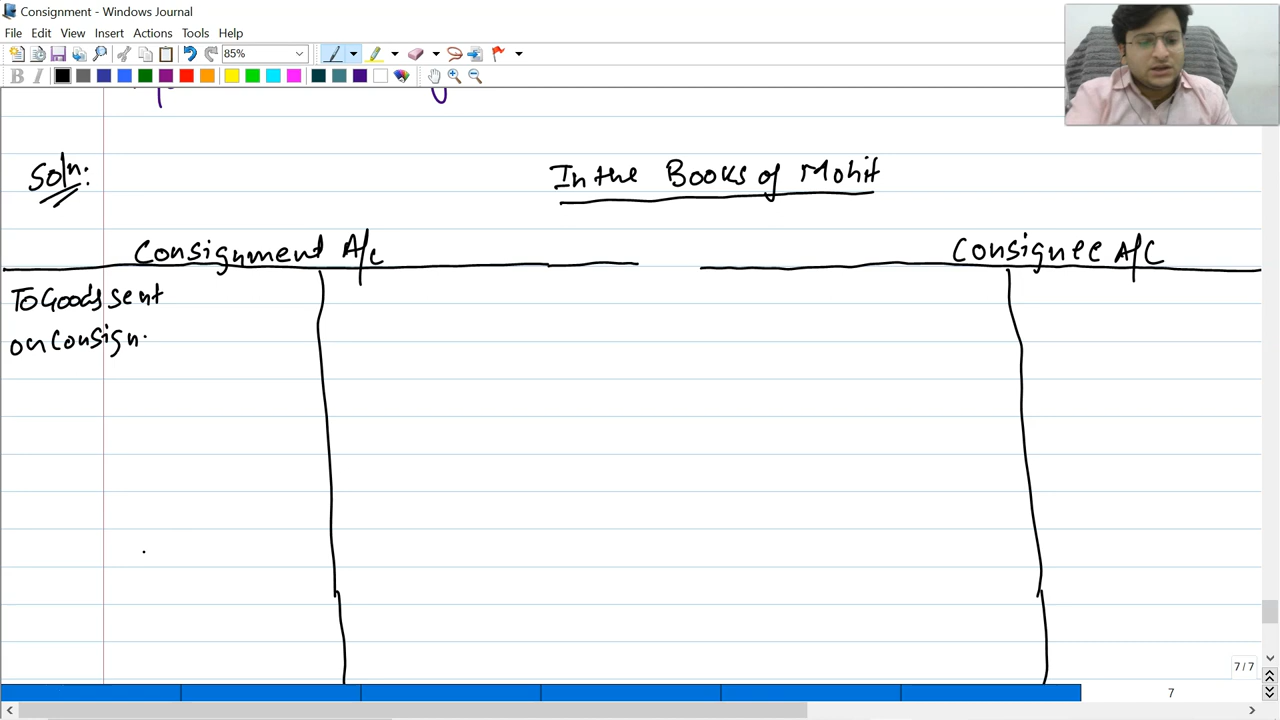 Consignment - Windows Journal
File Edit View Insert Actions Tools Help
85%
B I
Soln:
In the Books of Mohit
Consignment A/c
Consignee A/C
To Goods sent
on Consign.
7 / 7
7